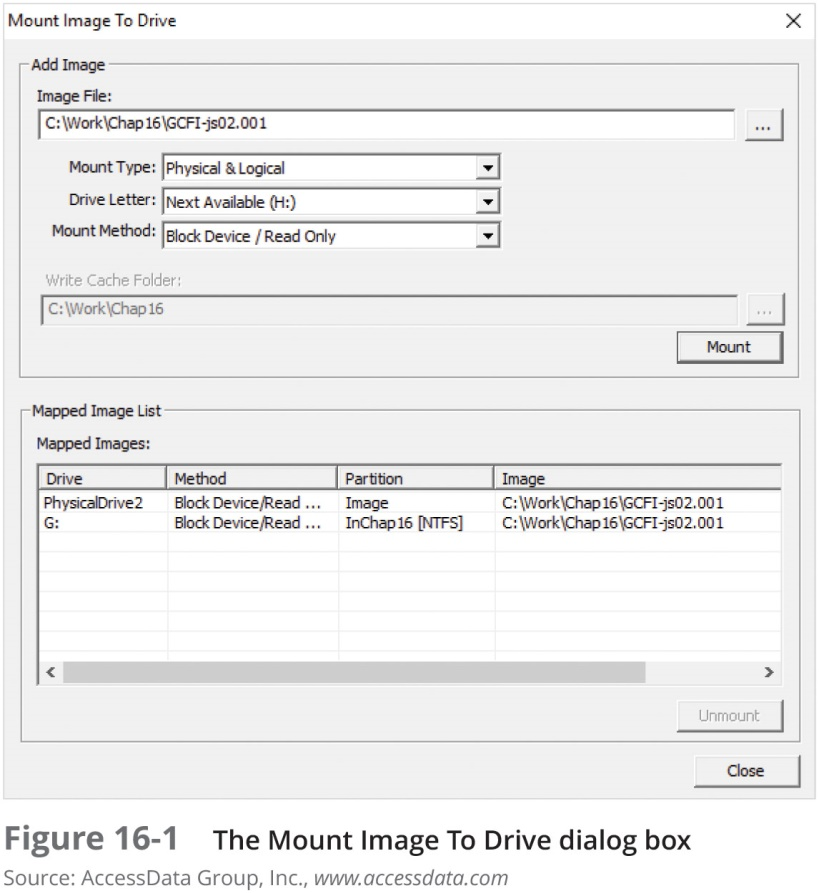 Mount Image To Drive
Add Image
Image File:
C:\Work\Chap16\GCFI-js02.001
...
Mount Type: Physical & Logical
Drive Letter: Next Available (H:)
Mount Method: Block Device / Read Only
Write Cache Folder:
C:\Work\Chap16
...
Mount
Mapped Image List
Mapped Images:
Drive Method Partition Image
PhysicalDrive2 Block Device/Read ... Image C:\Work\Chap16\GCFI-js02.001
G: Block Device/Read ... InChap16 [NTFS] C:\Work\Chap16\GCFI-js02.001
Unmount
Close
Figure 16-1 The Mount Image To Drive dialog box
Source: AccessData Group, Inc., www.accessdata.com